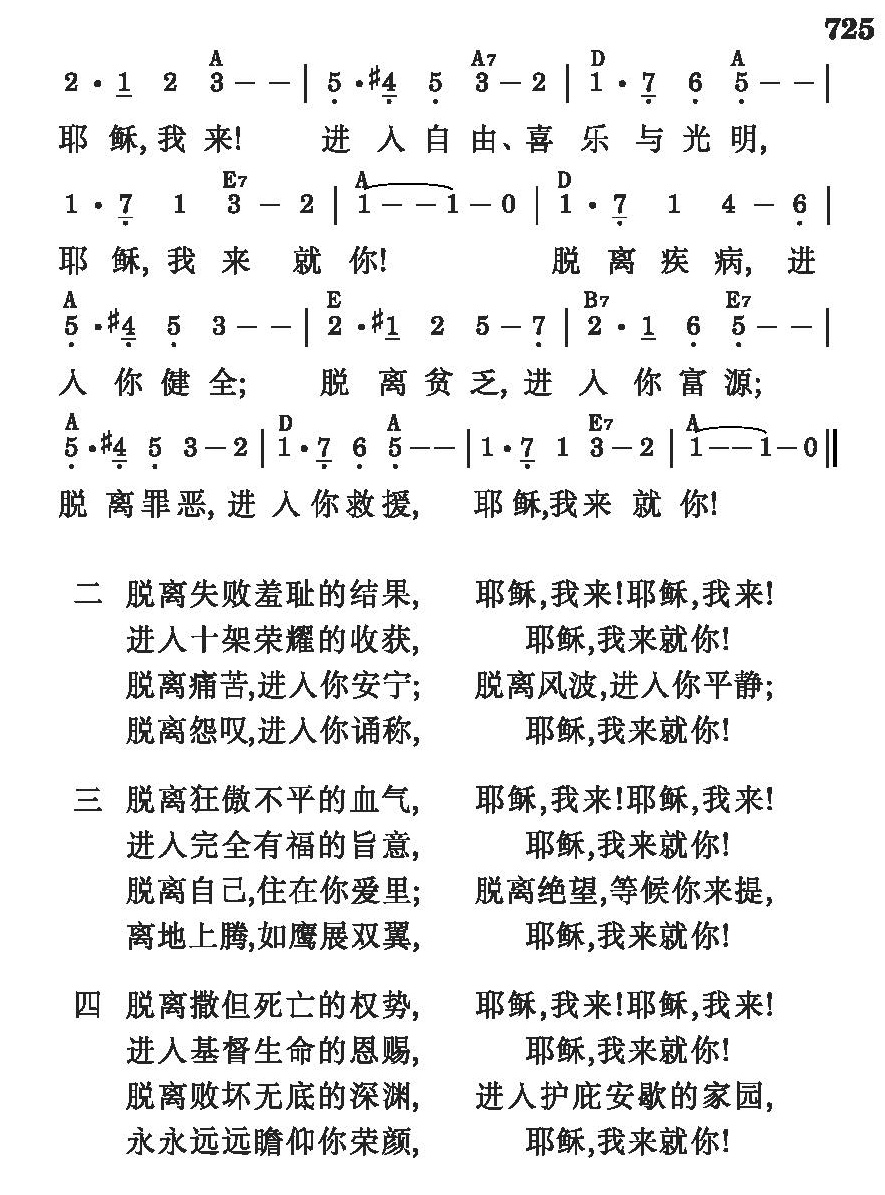 725
A A7 D A
2 · 1 2 3 – – | 5 · #4 5 3 – 2 | 1 · 7 6 5 – – |
耶 稣, 我 来! 进 入 自 由、喜 乐 与 光 明,
E7 A D
1 · 7 1 3 – 2 | 1 – – 1 – 0 | 1 · 7 1 4 – 6 |
耶 稣, 我 来 就 你! 脱 离 疾 病, 进
A E B7 E7
5 · #4 5 3 – – | 2 · #1 2 5 – 7 | 2 · 1 6 5 – – |
入 你 健 全; 脱 离 贫 乏, 进 入 你 富 源;
A D A E7 A
5 · #4 5 3 – 2 | 1 · 7 6 5 – – | 1 · 7 1 3 – 2 | 1 – – 1 – 0 ‖
脱 离 罪 恶, 进 入 你 救 援, 耶 稣,我 来 就 你!
二 脱离失败羞耻的结果, 耶稣,我来!耶稣,我来!
进入十架荣耀的收获, 耶稣,我来就你!
脱离痛苦,进入你安宁; 脱离风波,进入你平静;
脱离怨叹,进入你诵称, 耶稣,我来就你!
三 脱离狂傲不平的血气, 耶稣,我来!耶稣,我来!
进入完全有福的旨意, 耶稣,我来就你!
脱离自己,住在你爱里; 脱离绝望,等候你来提,
离地上腾,如鹰展双翼, 耶稣,我来就你!
四 脱离撒但死亡的权势, 耶稣,我来!耶稣,我来!
进入基督生命的恩赐, 耶稣,我来就你!
脱离败坏无底的深渊, 进入护庇安歇的家园,
永永远远瞻仰你荣颜, 耶稣,我来就你!